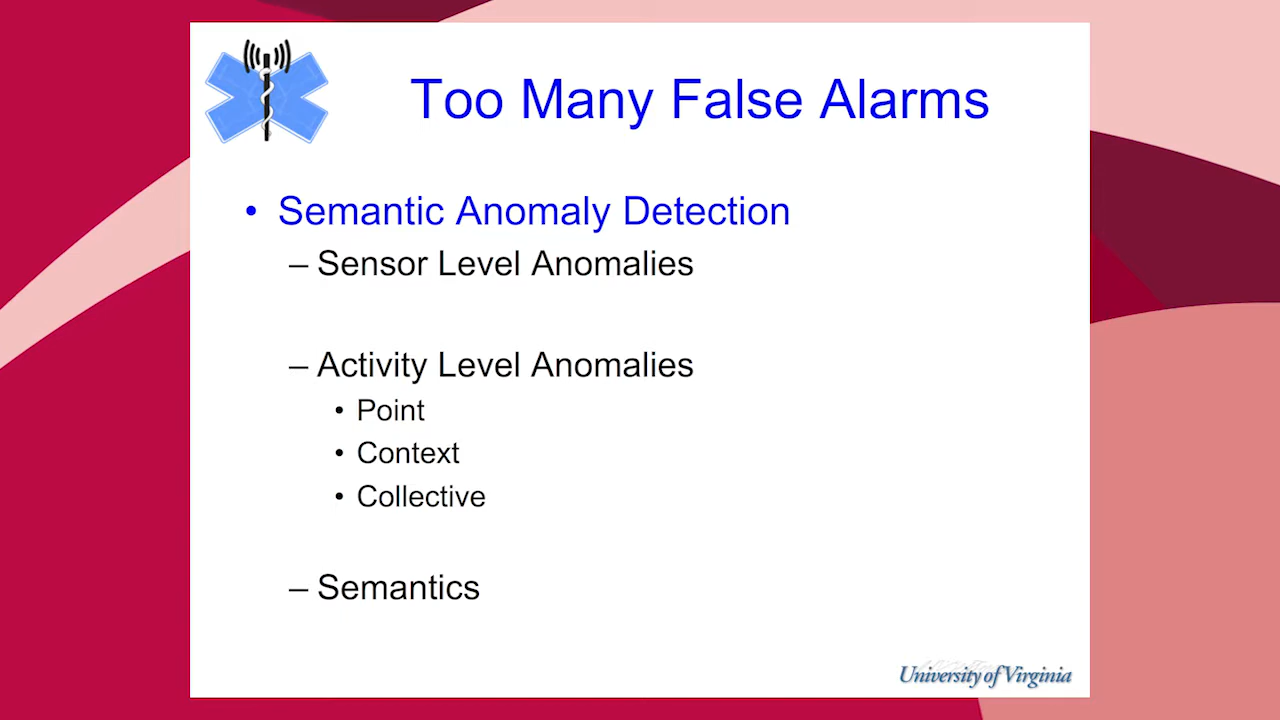 Too Many False Alarms
• Semantic Anomaly Detection
– Sensor Level Anomalies
– Activity Level Anomalies
• Point
• Context
• Collective
– Semantics
University of Virginia